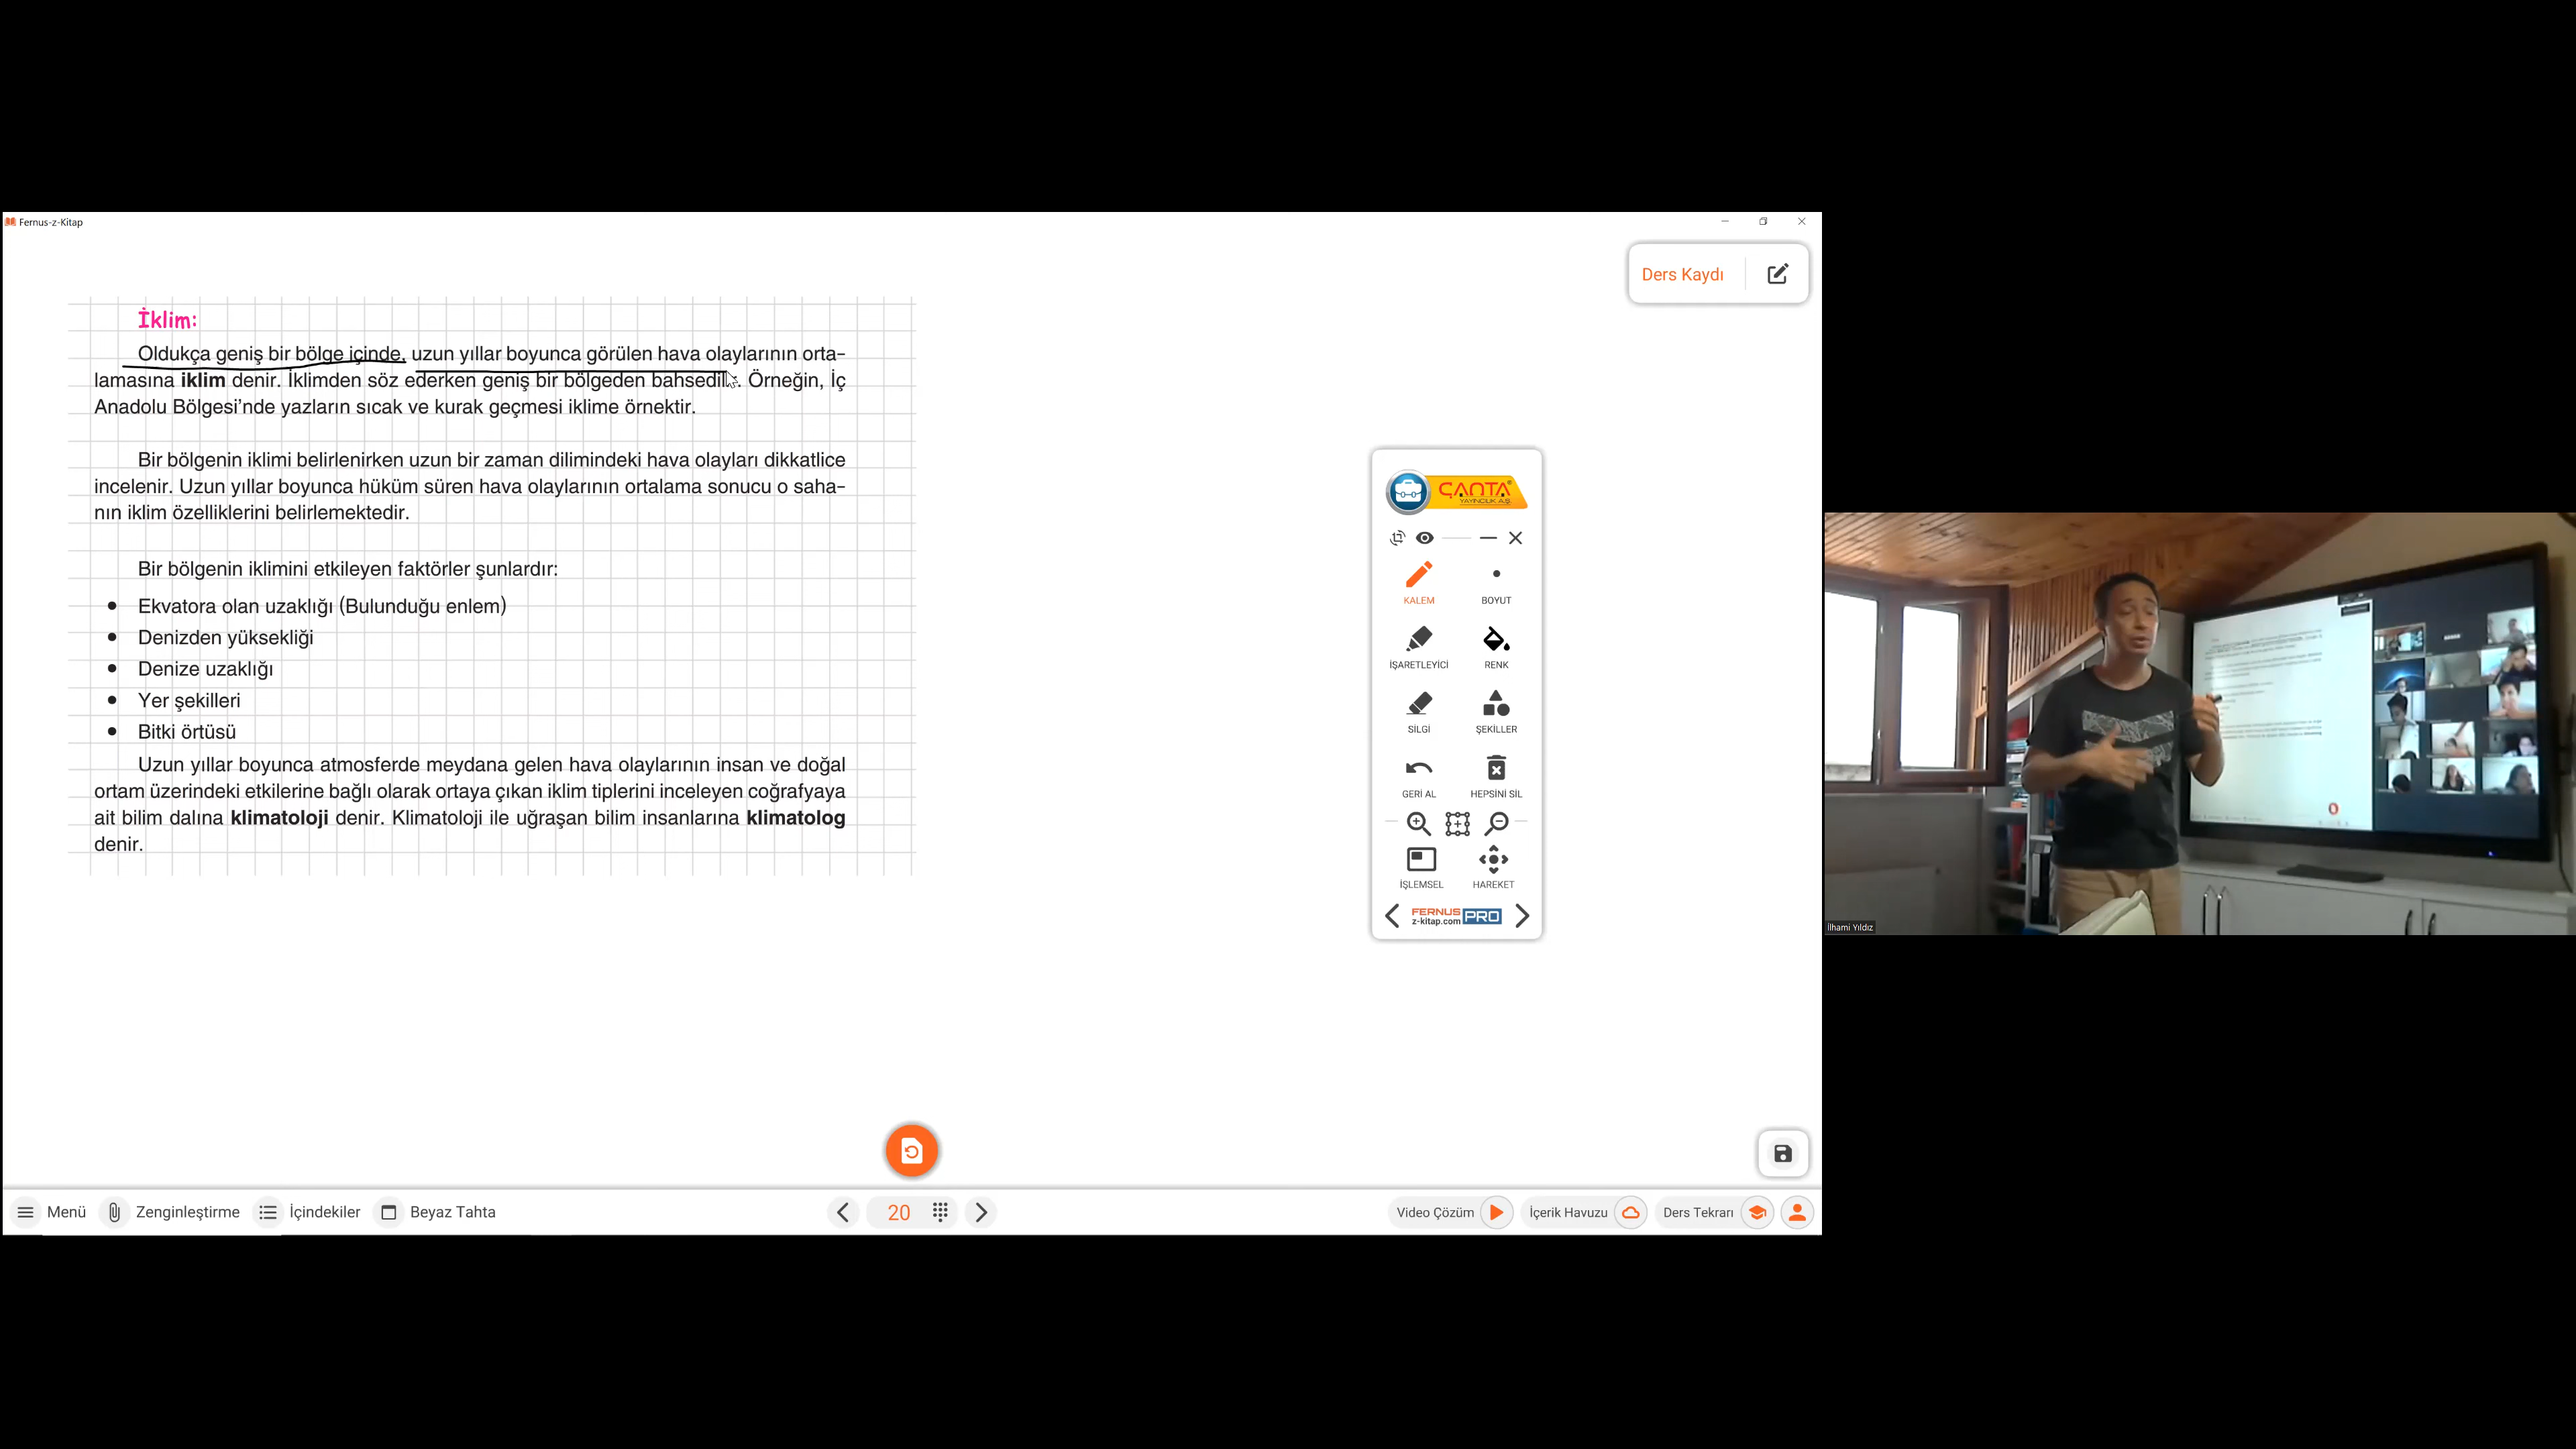 Fernus-z-Kitap
Ders Kaydı
İklim:
Oldukça geniş bir bölge içinde, uzun yıllar boyunca görülen hava olaylarının orta-
lamasına iklim denir. İklimden söz ederken geniş bir bölgeden bahsedilir. Örneğin, İç
Anadolu Bölgesi'nde yazların sıcak ve kurak geçmesi iklime örnektir.
Bir bölgenin iklimi belirlenirken uzun bir zaman dilimindeki hava olayları dikkatlice
incelenir. Uzun yıllar boyunca hüküm süren hava olaylarının ortalama sonucu o saha-
nın iklim özelliklerini belirlemektedir.
Bir bölgenin iklimini etkileyen faktörler şunlardır:
• Ekvatora olan uzaklığı (Bulunduğu enlem)
• Denizden yüksekliği
• Denize uzaklığı
• Yer şekilleri
• Bitki örtüsü
Uzun yıllar boyunca atmosferde meydana gelen hava olaylarının insan ve doğal
ortam üzerindeki etkilerine bağlı olarak ortaya çıkan iklim tiplerini inceleyen coğrafyaya
ait bilim dalına klimatoloji denir. Klimatoloji ile uğraşan bilim insanlarına klimatolog
denir.
ÇANTA
YAYINCILIK A.Ş.
KALEM BOYUT
İŞARETLEYİCİ RENK
SİLGİ ŞEKİLLER
GERİ AL HEPSİNİ SİL
İŞLEMSEL HAREKET
FERNUS PRO
z-kitap.com
İlhami Yıldız
Menü Zenginleştirme İçindekiler Beyaz Tahta 20 Video Çözüm İçerik Havuzu Ders Tekrarı